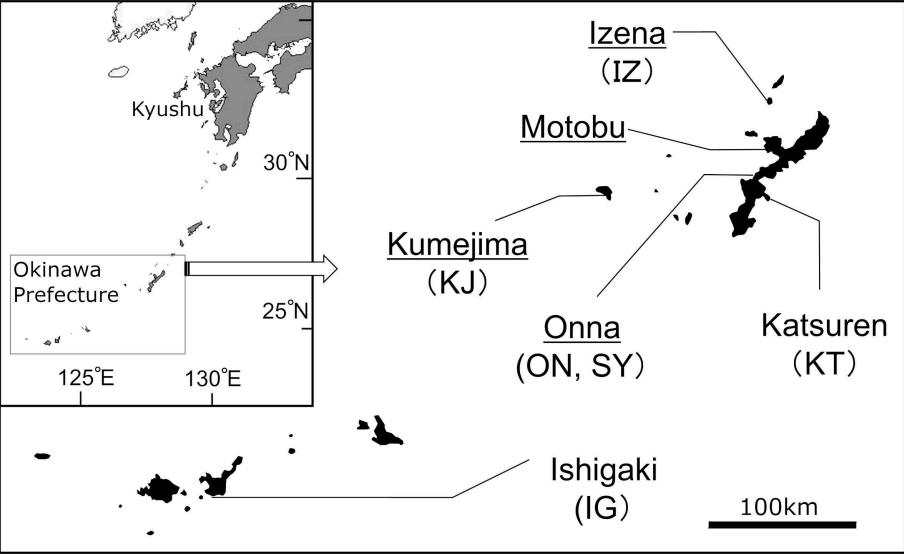 Kyushu
30°N
Okinawa
Prefecture
25°N
125°E
130°E
Izena
(IZ)
Motobu
Kumejima
(KJ)
Onna
(ON, SY)
Katsuren
(KT)
Ishigaki
(IG)
100km